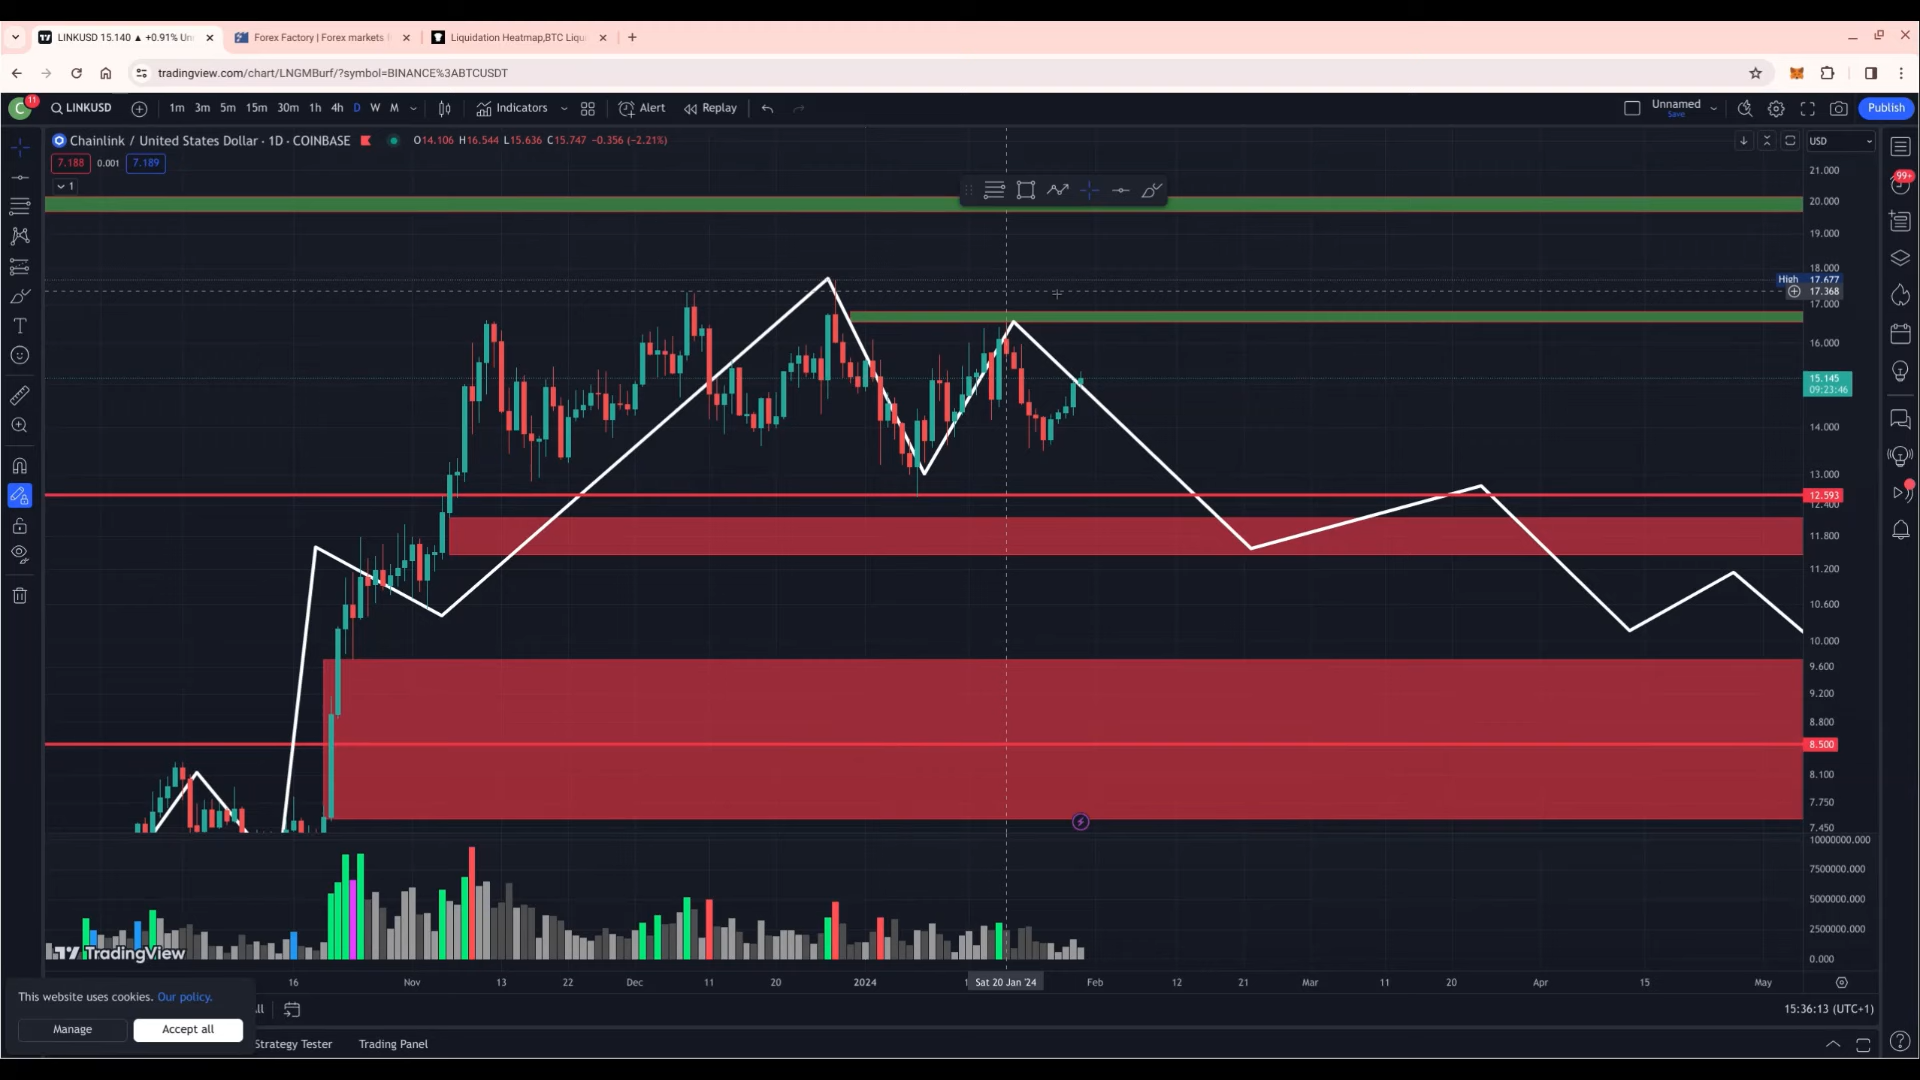 LINKUSD 15.140 ▲ +0.91% Un
Forex Factory | Forex markets
Liquidation Heatmap,BTC Liqu
tradingview.com/chart/LNGMBurf/?symbol=BINANCE%3ABTCUSDT
C 11 LINKUSD 1m 3m 5m 15m 30m 1h 4h D W M Indicators Alert Replay Unnamed Save Publish
Chainlink / United States Dollar · 1D · COINBASE O14.106 H16.544 L15.636 C15.747 −0.356 (−2.21%)
USD
7.188 0.001 7.189
1
21.000
20.000
19.000
18.000
High 17.677
17.368
17.000
16.000
15.145
09:23:46
14.000
13.000
12.593
12.400
11.800
11.200
10.600
10.000
9.600
9.200
8.800
8.500
8.100
7.750
7.450
10000000.000
7500000.000
5000000.000
2500000.000
0.000
99+
TradingView
16 Nov 13 22 Dec 11 20 2024 1 Sat 20 Jan '24 Feb 12 21 Mar 11 20 Apr 15 May
This website uses cookies. Our policy.
Manage Accept all
All
15:36:13 (UTC+1)
Strategy Tester Trading Panel